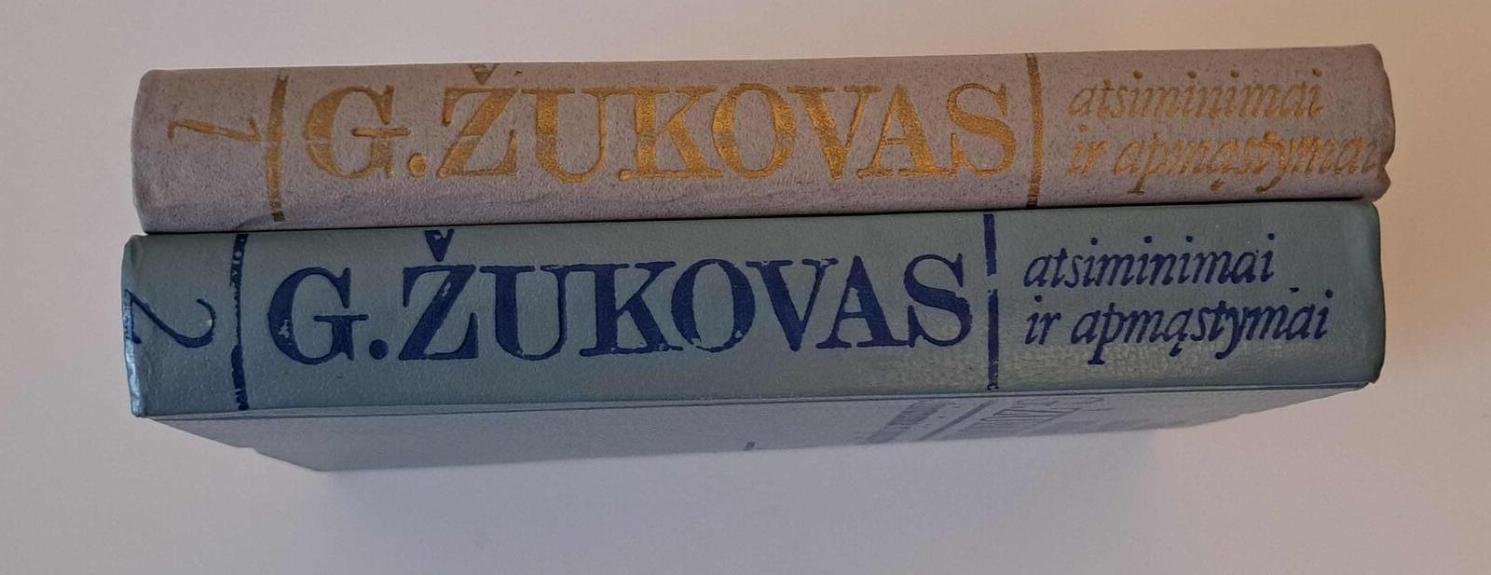 1
G. ŽUKOVAS
atsiminimai
ir apmąstymai
2
G. ŽUKOVAS
atsiminimai
ir apmąstymai